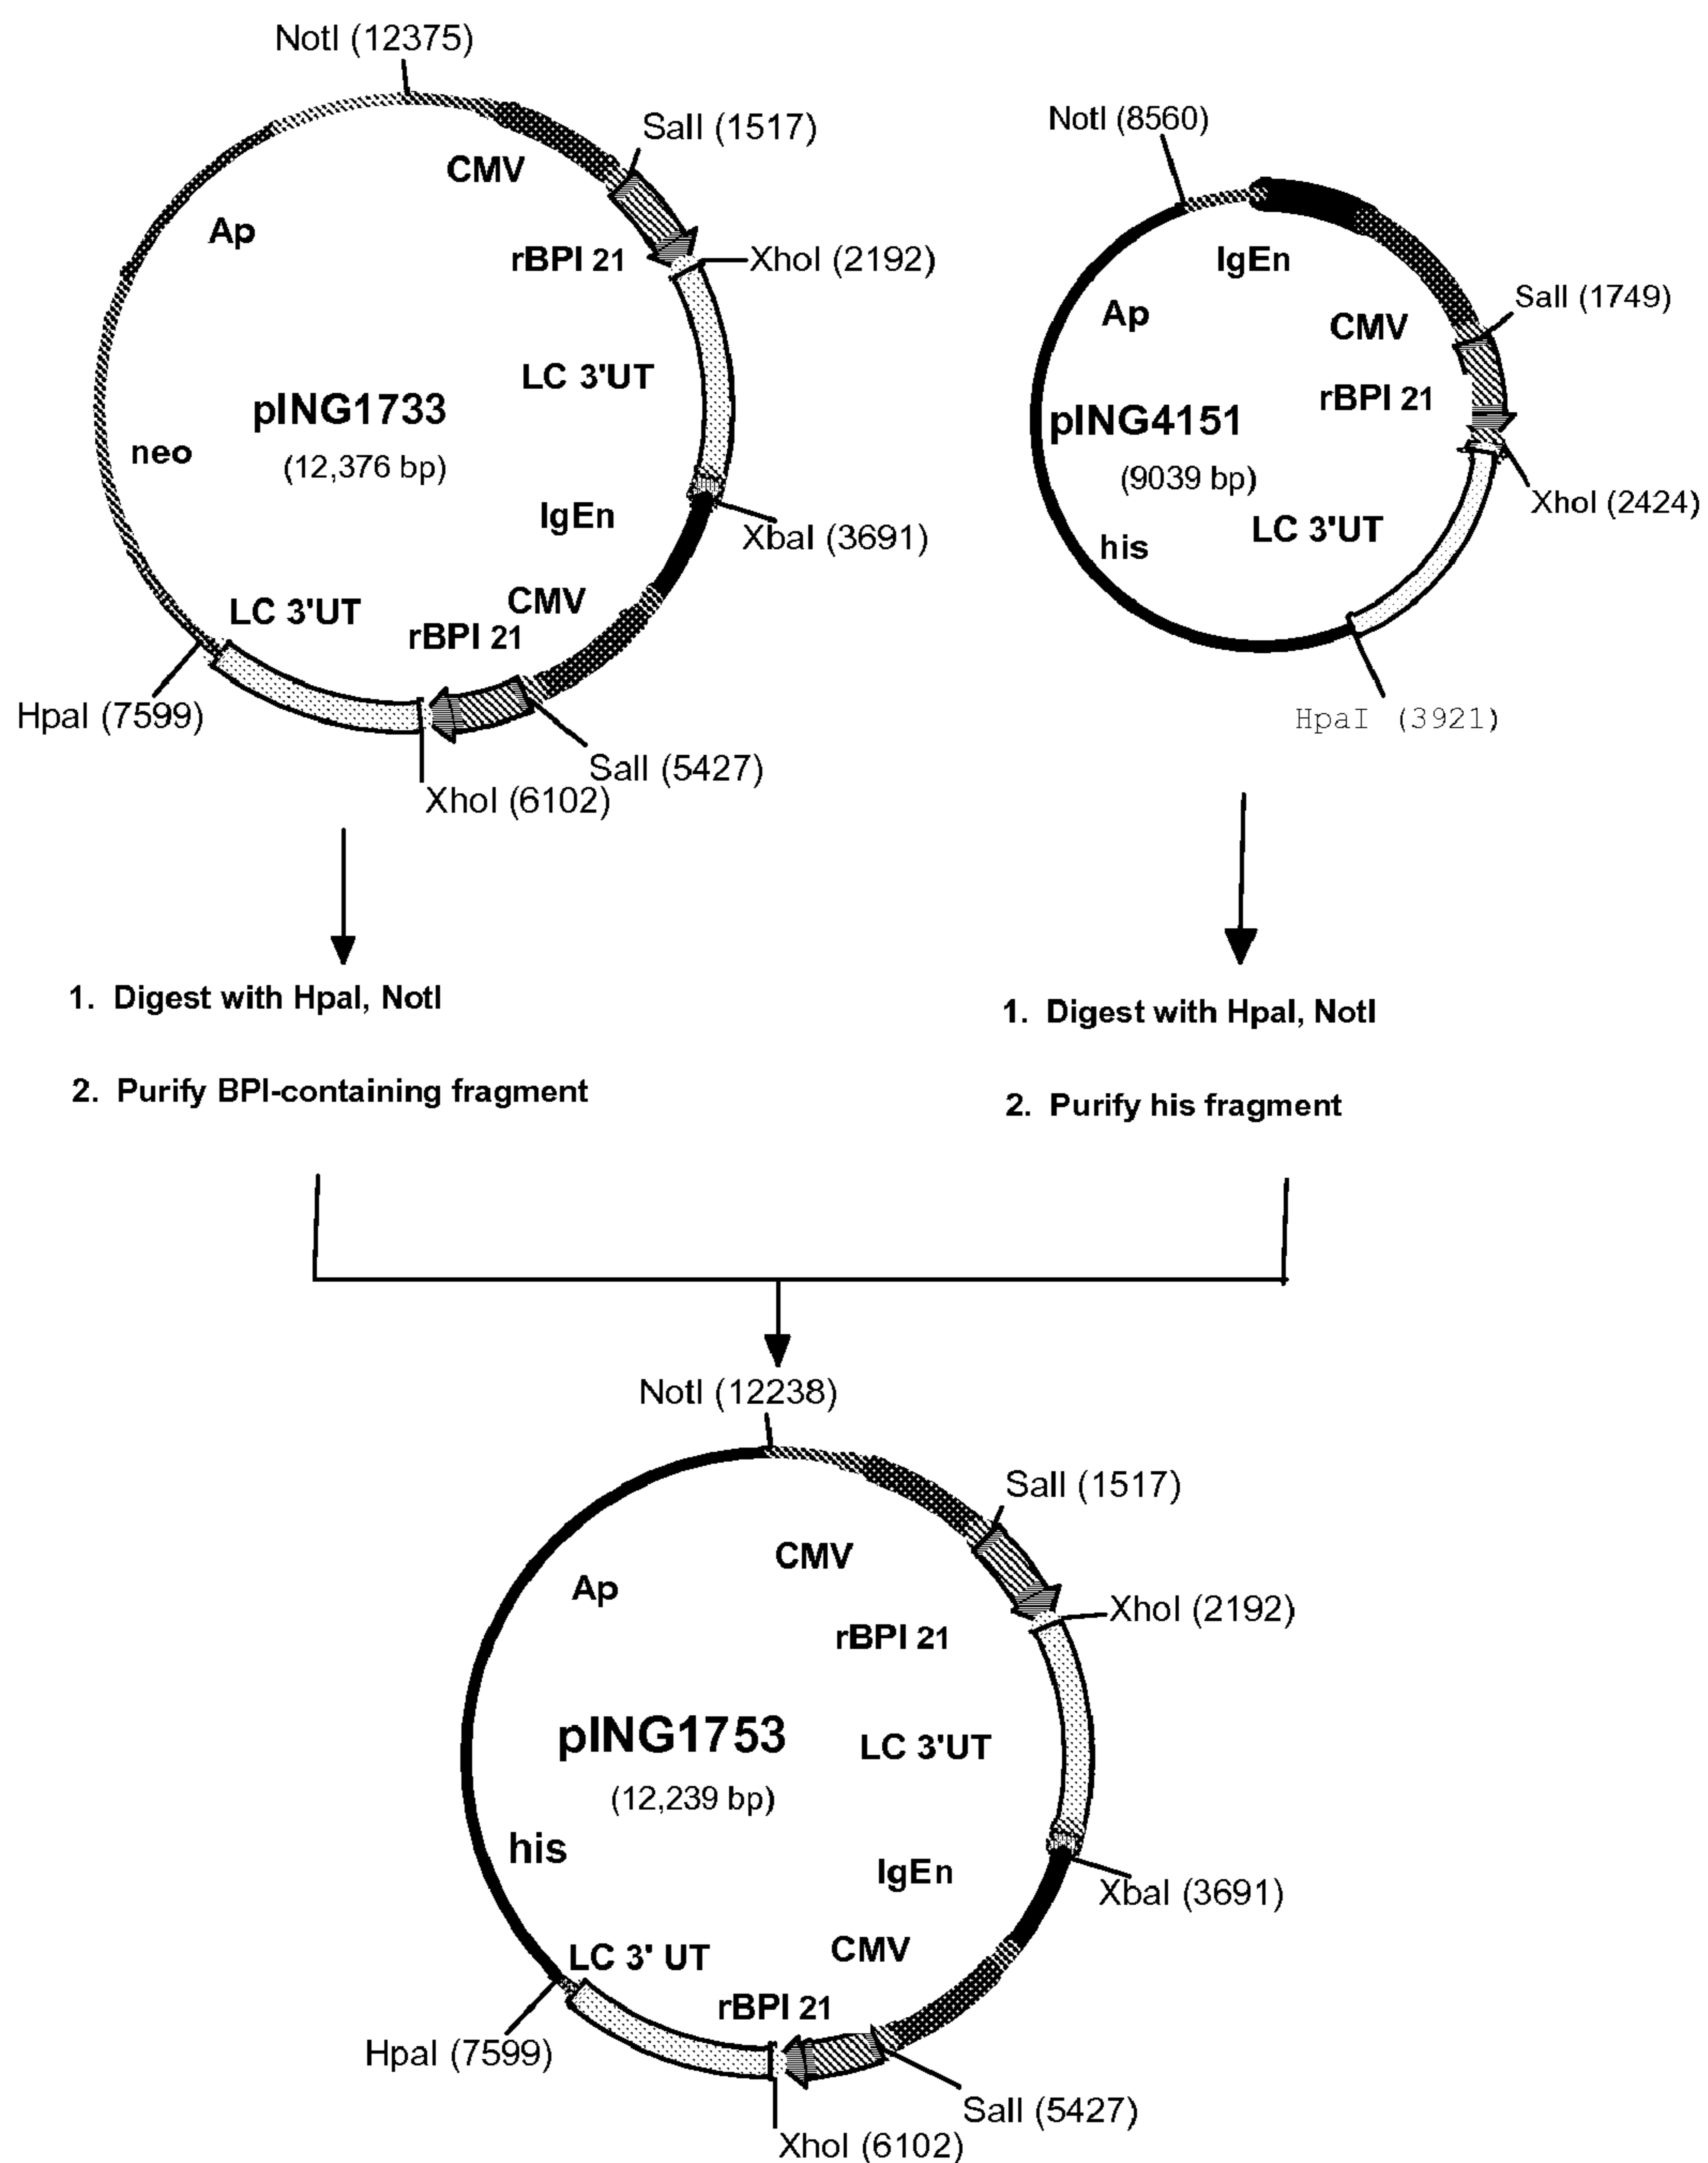 NotI (12375)
SalI (1517)
CMV
Ap
rBPI 21
XhoI (2192)
LC 3'UT
pING1733
(12,376 bp)
neo
IgEn
XbaI (3691)
CMV
LC 3'UT
rBPI 21
HpaI (7599)
SalI (5427)
XhoI (6102)
NotI (8560)
IgEn
SalI (1749)
Ap
CMV
rBPI 21
pING4151
(9039 bp)
XhoI (2424)
LC 3'UT
his
HpaI (3921)
1. Digest with HpaI, NotI
2. Purify BPI-containing fragment
1. Digest with HpaI, NotI
2. Purify his fragment
NotI (12238)
SalI (1517)
CMV
Ap
XhoI (2192)
rBPI 21
pING1753
LC 3'UT
(12,239 bp)
his
IgEn
XbaI (3691)
CMV
LC 3' UT
rBPI 21
HpaI (7599)
SalI (5427)
XhoI (6102)